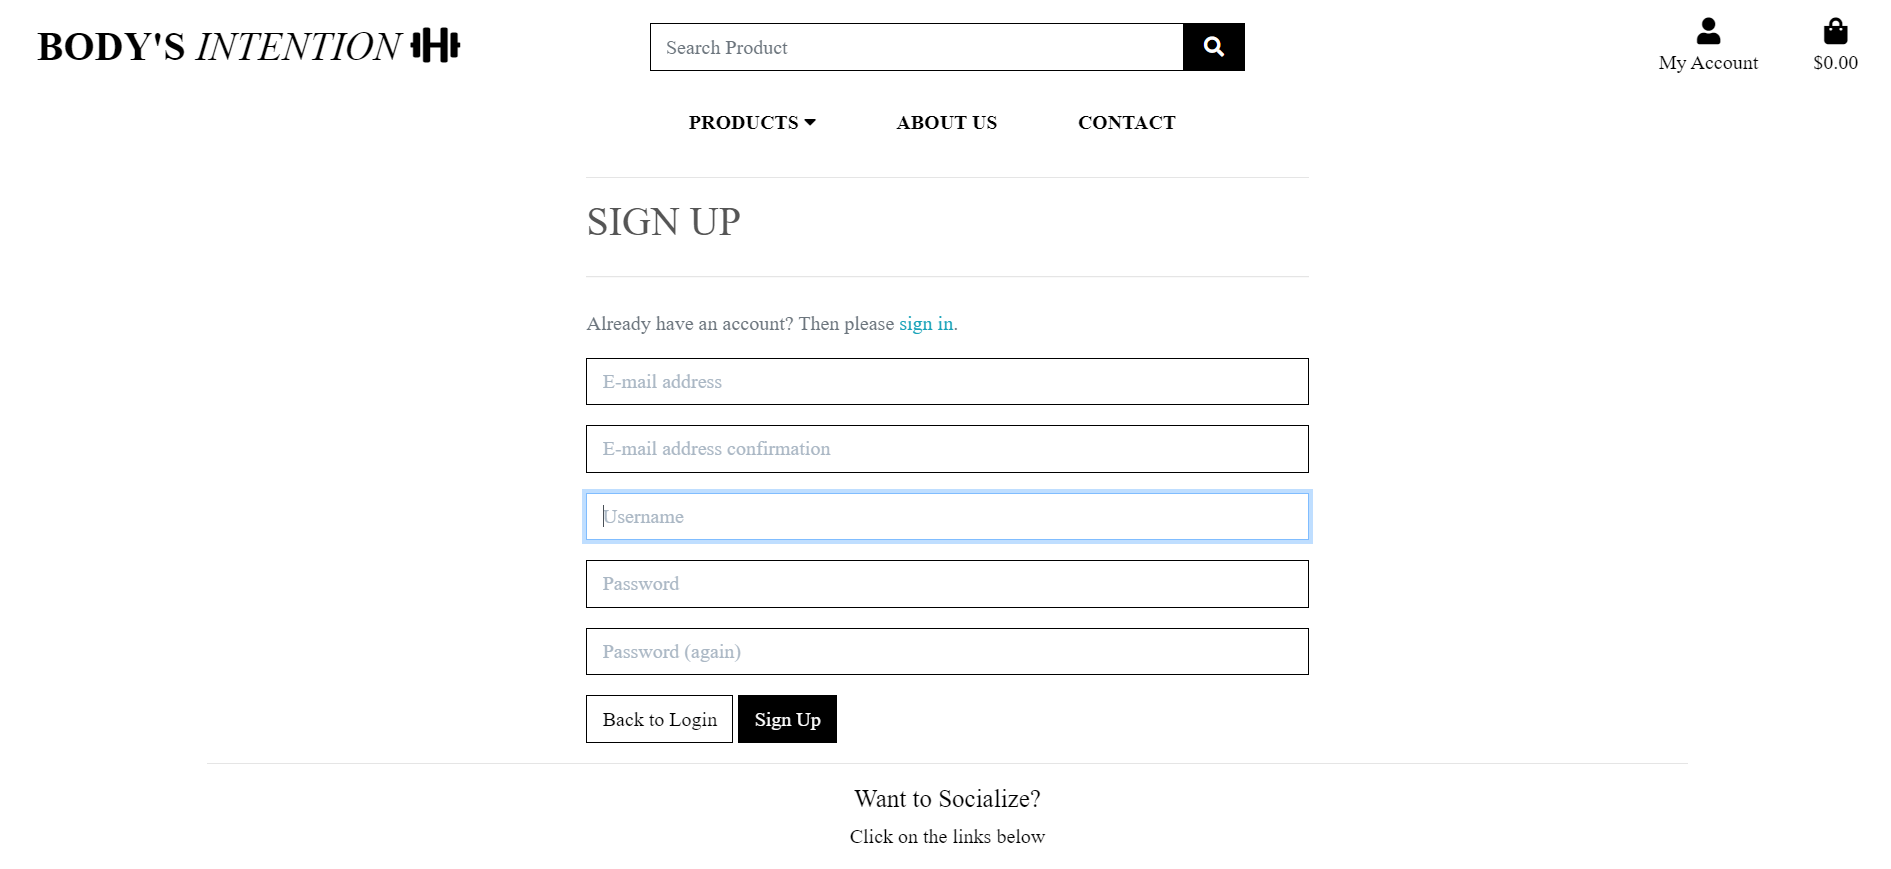 BODY'S INTENTION
Search Product
My Account
$0.00
PRODUCTS
ABOUT US
CONTACT
SIGN UP
Already have an account? Then please sign in.
E-mail address
E-mail address confirmation
Username
Password
Password (again)
Back to Login
Sign Up
Want to Socialize?
Click on the links below